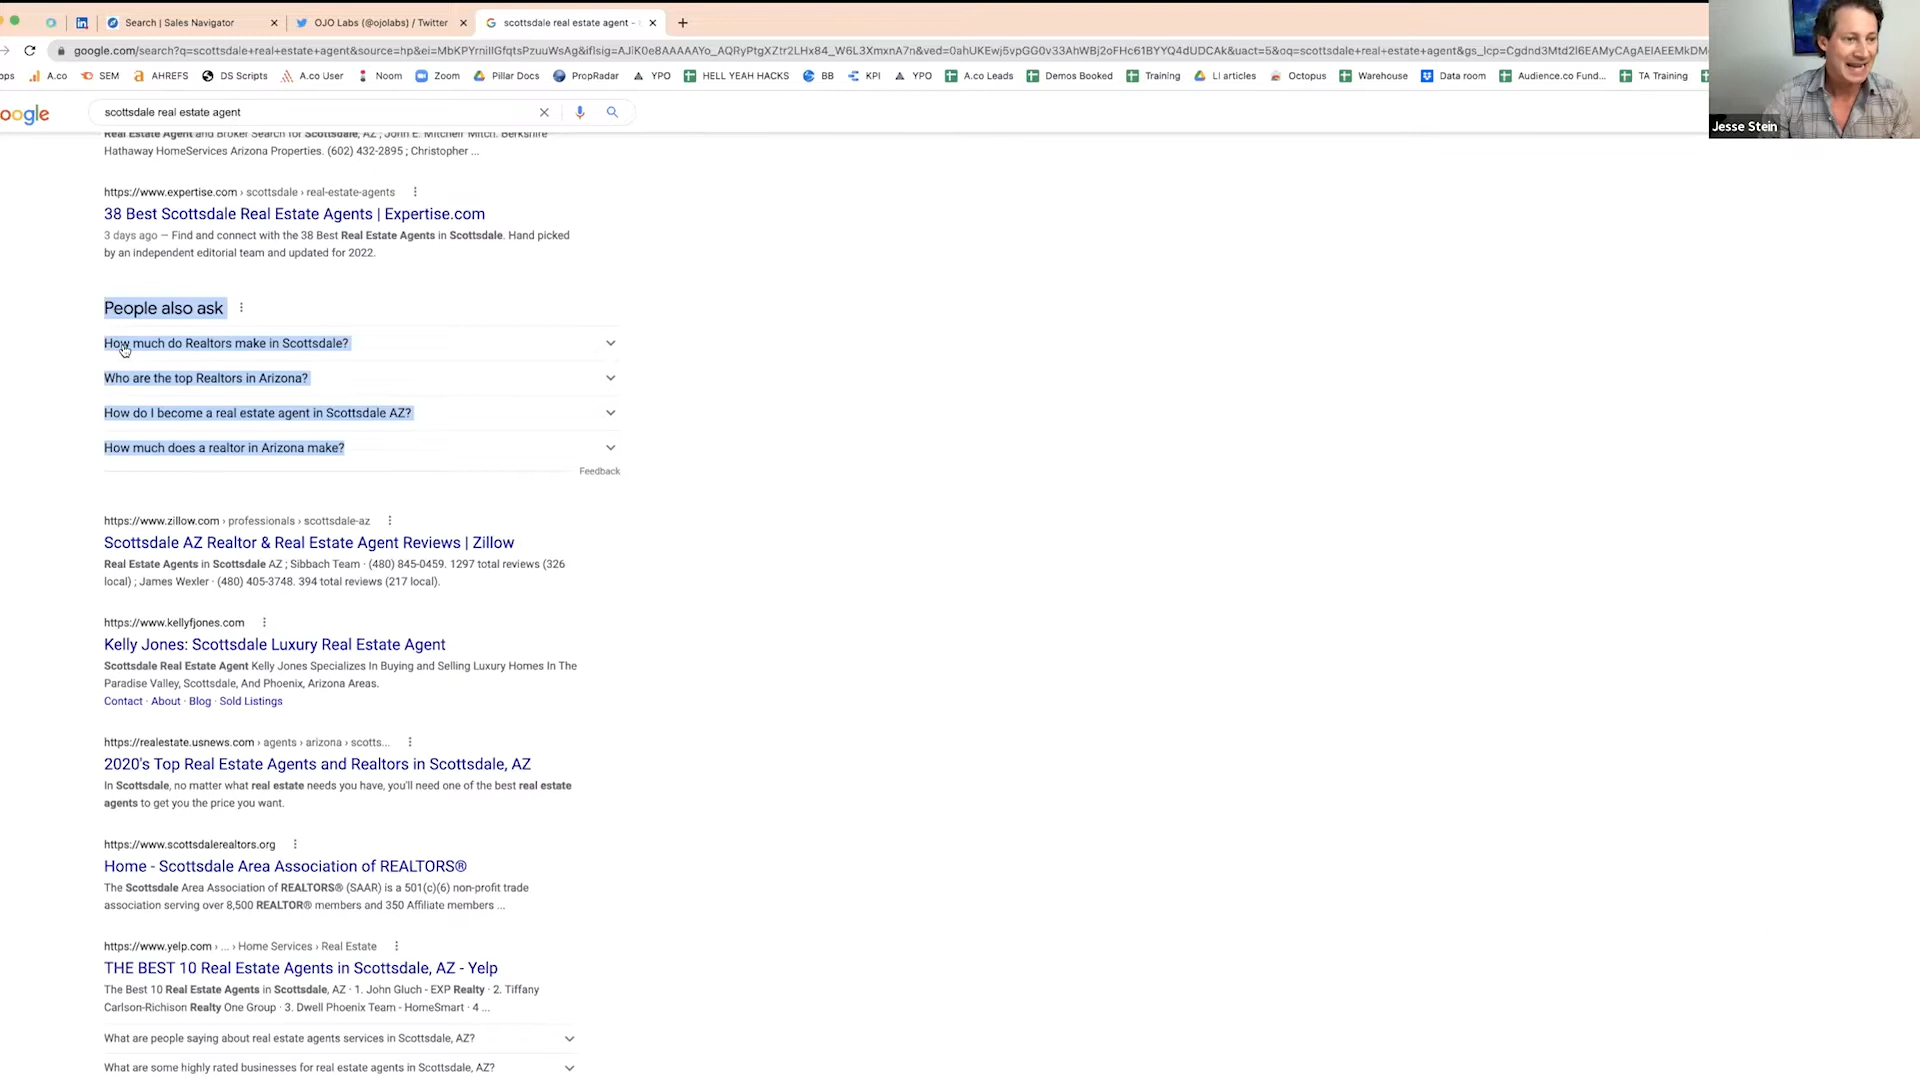 Search | Sales Navigator
OJO Labs (@ojolabs) / Twitter
scottsdale real estate agent -
google.com/search?q=scottsdale+real+estate+agent&source=hp&ei=
ps
A.co
SEM
AHREFS
DS Scripts
A.co User
Noom
Zoom
Pillar Docs
PropRadar
YPO
HELL YEAH HACKS
BB
KPI
YPO
A.co Leads
Demos Booked
Training
LI articles
Octopus
Warehouse
Data room
Audience.co Fund...
TA Training
Jesse Stein
oogle
scottsdale real estate agent
Real Estate Agent and Broker Search for Scottsdale, AZ ; John E. Mitchell Mitch. Berkshire
Hathaway HomeServices Arizona Properties. (602) 432-2895 ; Christopher ...
https://www.expertise.com › scottsdale › real-estate-agents
38 Best Scottsdale Real Estate Agents | Expertise.com
3 days ago — Find and connect with the 38 Best Real Estate Agents in Scottsdale. Hand picked
by an independent editorial team and updated for 2022.
People also ask
How much do Realtors make in Scottsdale?
Who are the top Realtors in Arizona?
How do I become a real estate agent in Scottsdale AZ?
How much does a realtor in Arizona make?
Feedback
https://www.zillow.com › professionals › scottsdale-az
Scottsdale AZ Realtor & Real Estate Agent Reviews | Zillow
Real Estate Agents in Scottsdale AZ ; Sibbach Team · (480) 845-0459. 1297 total reviews (326
local) ; James Wexler · (480) 405-3748. 394 total reviews (217 local).
https://www.kellyfjones.com
Kelly Jones: Scottsdale Luxury Real Estate Agent
Scottsdale Real Estate Agent Kelly Jones Specializes In Buying and Selling Luxury Homes In The
Paradise Valley, Scottsdale, And Phoenix, Arizona Areas.
Contact · About · Blog · Sold Listings
https://realestate.usnews.com › agents › arizona › scotts...
2020's Top Real Estate Agents and Realtors in Scottsdale, AZ
In Scottsdale, no matter what real estate needs you have, you'll need one of the best real estate
agents to get you the price you want.
https://www.scottsdalerealtors.org
Home - Scottsdale Area Association of REALTORS®
The Scottsdale Area Association of REALTORS® (SAAR) is a 501(c)(6) non-profit trade
association serving over 8,500 REALTOR® members and 350 Affiliate members ...
https://www.yelp.com › ... › Home Services › Real Estate
THE BEST 10 Real Estate Agents in Scottsdale, AZ - Yelp
The Best 10 Real Estate Agents in Scottsdale, AZ · 1. John Gluch - EXP Realty · 2. Tiffany
Carlson-Richison Realty One Group · 3. Dwell Phoenix Team - HomeSmart · 4 ...
What are people saying about real estate agents services in Scottsdale, AZ?
What are some highly rated businesses for real estate agents in Scottsdale, AZ?